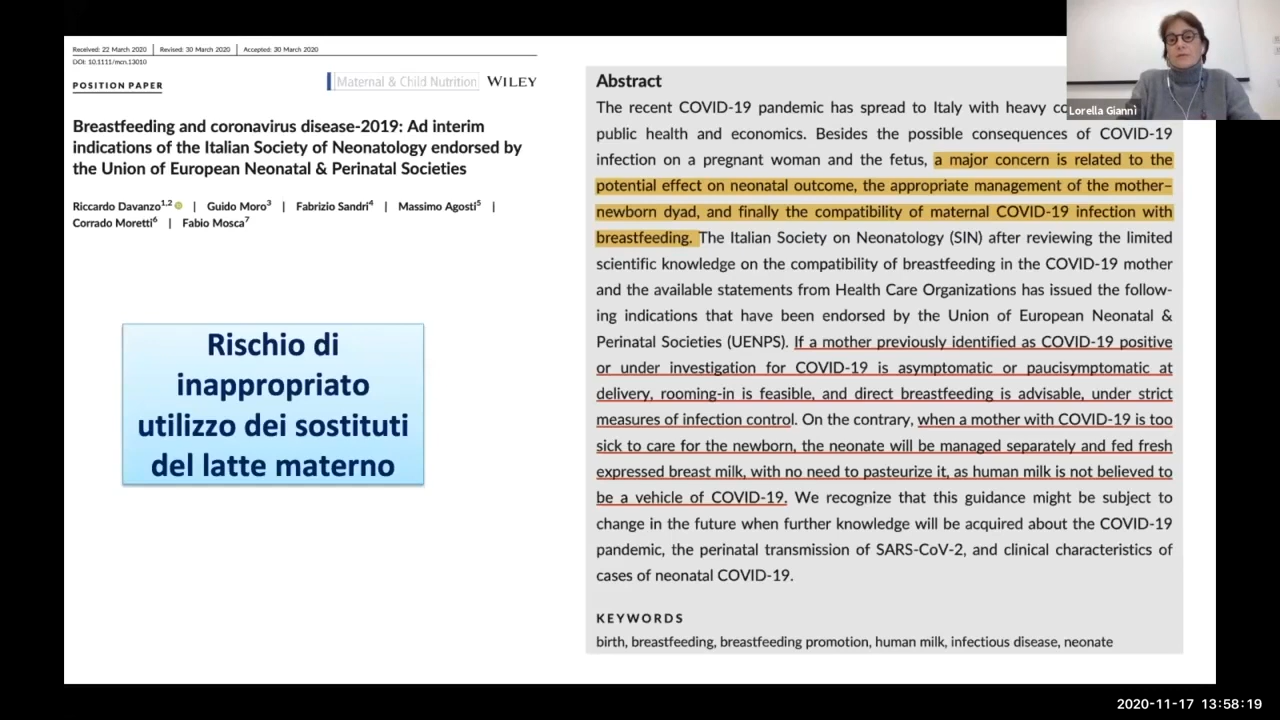 Received: 22 March 2020 | Revised: 30 March 2020 | Accepted: 30 March 2020
DOI: 10.1111/mcn.13010
POSITION PAPER
Maternal & Child Nutrition WILEY
Breastfeeding and coronavirus disease-2019: Ad interim
indications of the Italian Society of Neonatology endorsed by
the Union of European Neonatal & Perinatal Societies
Riccardo Davanzo1,2 | Guido Moro3 | Fabrizio Sandri4 | Massimo Agosti5 |
Corrado Moretti6 | Fabio Mosca7
Rischio di
inappropriato
utilizzo dei sostituti
del latte materno
Abstract
The recent COVID-19 pandemic has spread to Italy with heavy
public health and economics. Besides the possible consequences of COVID-19
infection on a pregnant woman and the fetus, a major concern is related to the
potential effect on neonatal outcome, the appropriate management of the mother–
newborn dyad, and finally the compatibility of maternal COVID-19 infection with
breastfeeding. The Italian Society on Neonatology (SIN) after reviewing the limited
scientific knowledge on the compatibility of breastfeeding in the COVID-19 mother
and the available statements from Health Care Organizations has issued the follow-
ing indications that have been endorsed by the Union of European Neonatal &
Perinatal Societies (UENPS). If a mother previously identified as COVID-19 positive
or under investigation for COVID-19 is asymptomatic or paucisymptomatic at
delivery, rooming-in is feasible, and direct breastfeeding is advisable, under strict
measures of infection control. On the contrary, when a mother with COVID-19 is too
sick to care for the newborn, the neonate will be managed separately and fed fresh
expressed breast milk, with no need to pasteurize it, as human milk is not believed to
be a vehicle of COVID-19. We recognize that this guidance might be subject to
change in the future when further knowledge will be acquired about the COVID-19
pandemic, the perinatal transmission of SARS-CoV-2, and clinical characteristics of
cases of neonatal COVID-19.
KEYWORDS
birth, breastfeeding, breastfeeding promotion, human milk, infectious disease, neonate
Lorella Giannì
2020-11-17 13:58:19